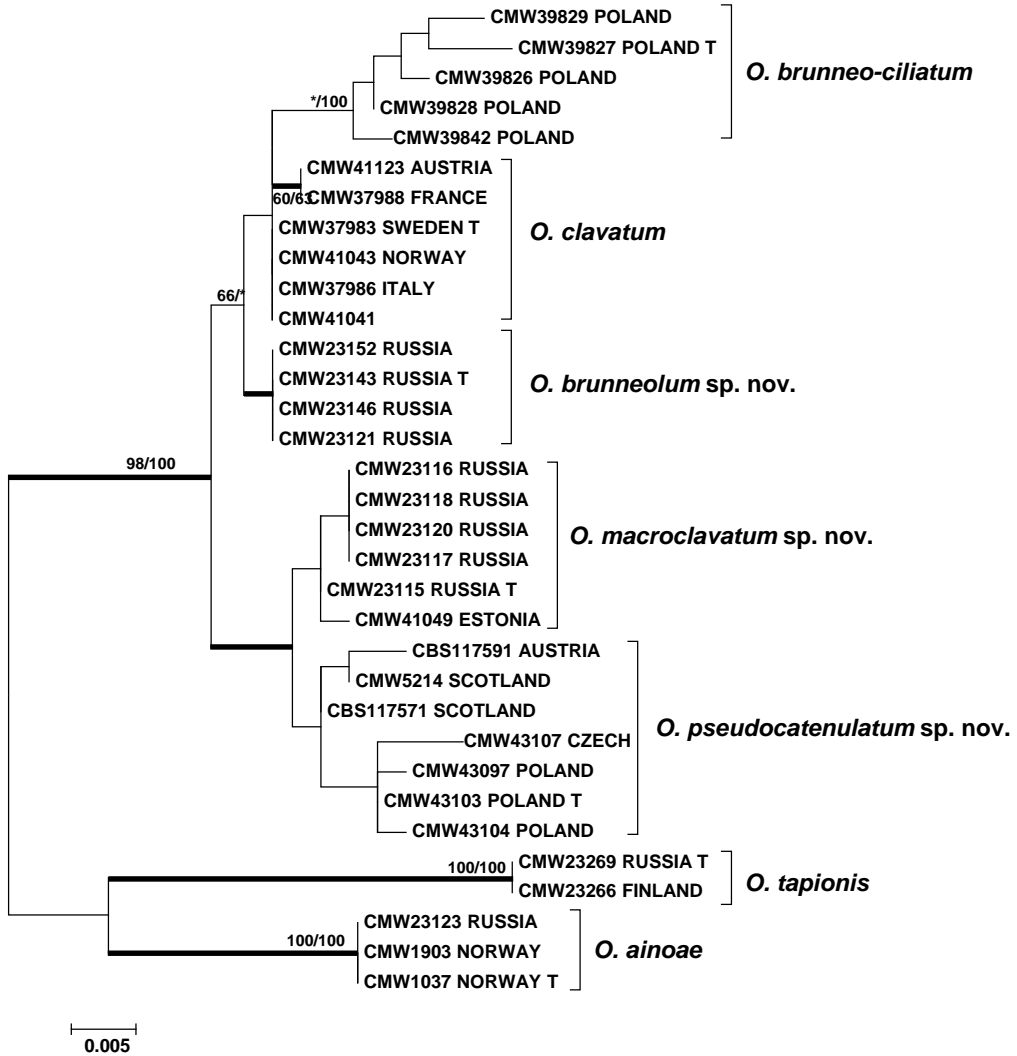 CMW39829 POLAND
CMW39827 POLAND T
CMW39826 POLAND
CMW39828 POLAND
CMW39842 POLAND
*/100
O. brunneo-ciliatum
CMW41123 AUSTRIA
CMW37988 FRANCE
60/63
CMW37983 SWEDEN T
CMW41043 NORWAY
CMW37986 ITALY
CMW41041
O. clavatum
66/*
CMW23152 RUSSIA
CMW23143 RUSSIA T
CMW23146 RUSSIA
CMW23121 RUSSIA
O. brunneolum sp. nov.
98/100
CMW23116 RUSSIA
CMW23118 RUSSIA
CMW23120 RUSSIA
CMW23117 RUSSIA
CMW23115 RUSSIA T
CMW41049 ESTONIA
O. macroclavatum sp. nov.
CBS117591 AUSTRIA
CMW5214 SCOTLAND
CBS117571 SCOTLAND
CMW43107 CZECH
CMW43097 POLAND
CMW43103 POLAND T
CMW43104 POLAND
O. pseudocatenulatum sp. nov.
100/100
CMW23269 RUSSIA T
CMW23266 FINLAND
O. tapionis
100/100
CMW23123 RUSSIA
CMW1903 NORWAY
CMW1037 NORWAY T
O. ainoae
0.005